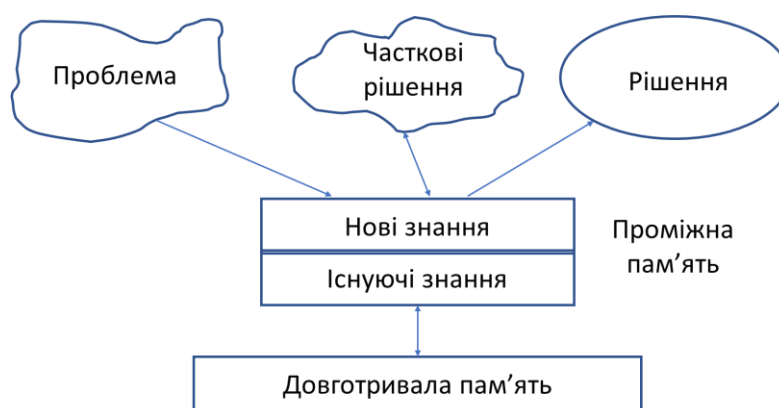 Проблема
Часткові
рішення
Рішення
Нові знання
Існуючі знання
Проміжна
пам’ять
Довготривала пам’ять